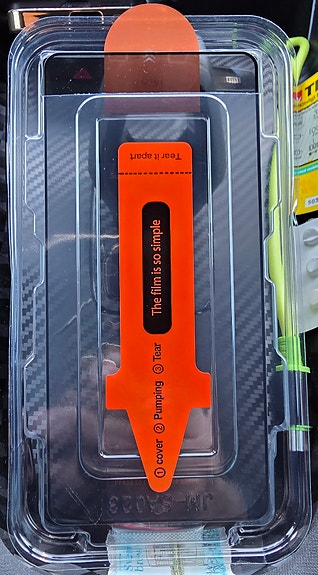 Tear it apart
The film is so simple
① cover ② Pumping ③ Tear